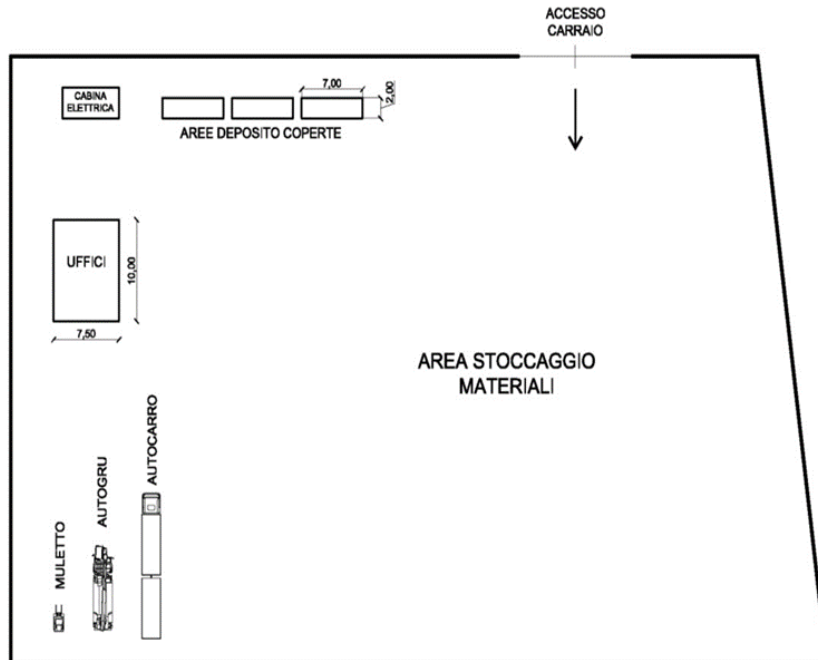 ACCESSO
CARRAIO
CABINA
ELETTRICA
7,00
2,00
AREE DEPOSITO COPERTE
UFFICI
10,00
7,50
AREA STOCCAGGIO
MATERIALI
MULETTO
AUTOGRU
AUTOCARRO